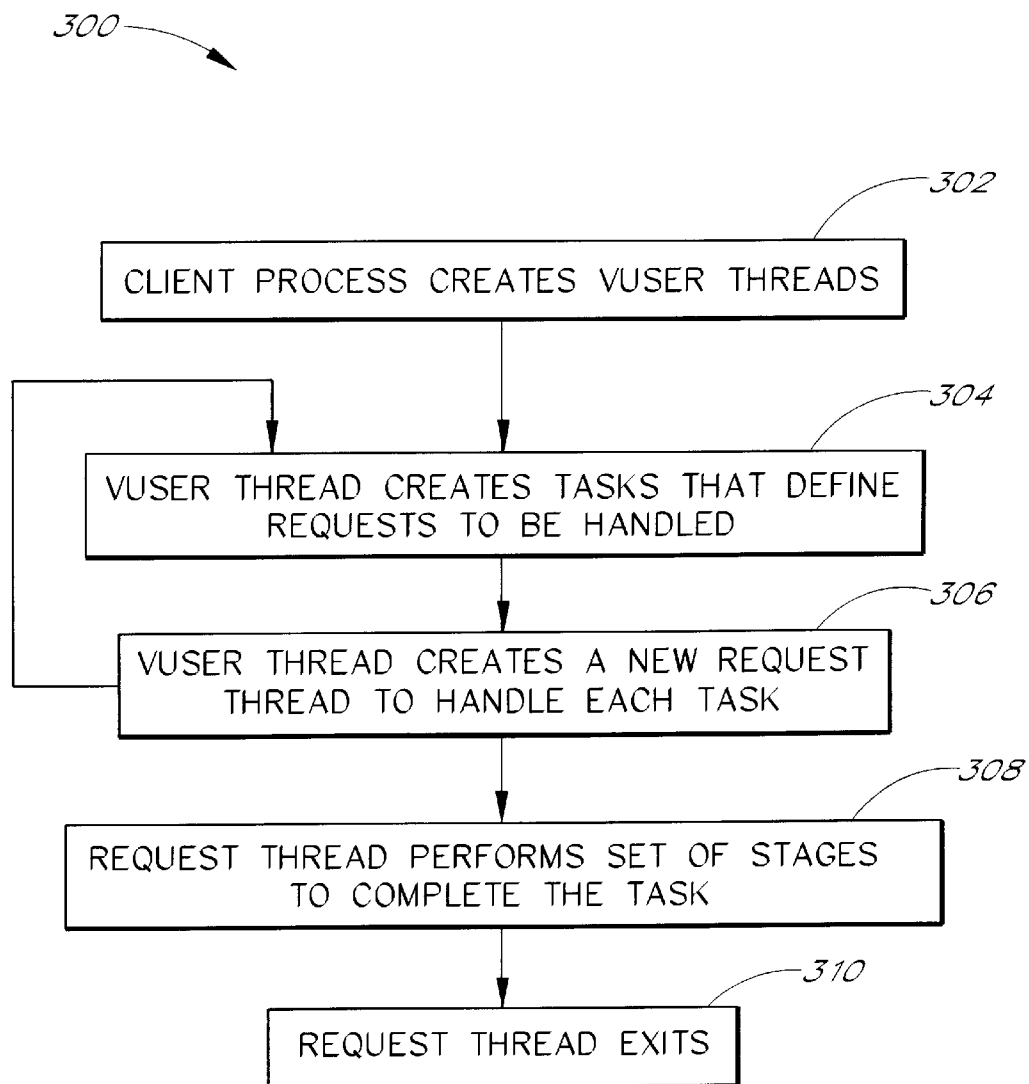 300
302
CLIENT PROCESS CREATES VUSER THREADS
304
VUSER THREAD CREATES TASKS THAT DEFINE
REQUESTS TO BE HANDLED
306
VUSER THREAD CREATES A NEW REQUEST
THREAD TO HANDLE EACH TASK
308
REQUEST THREAD PERFORMS SET OF STAGES
TO COMPLETE THE TASK
310
REQUEST THREAD EXITS